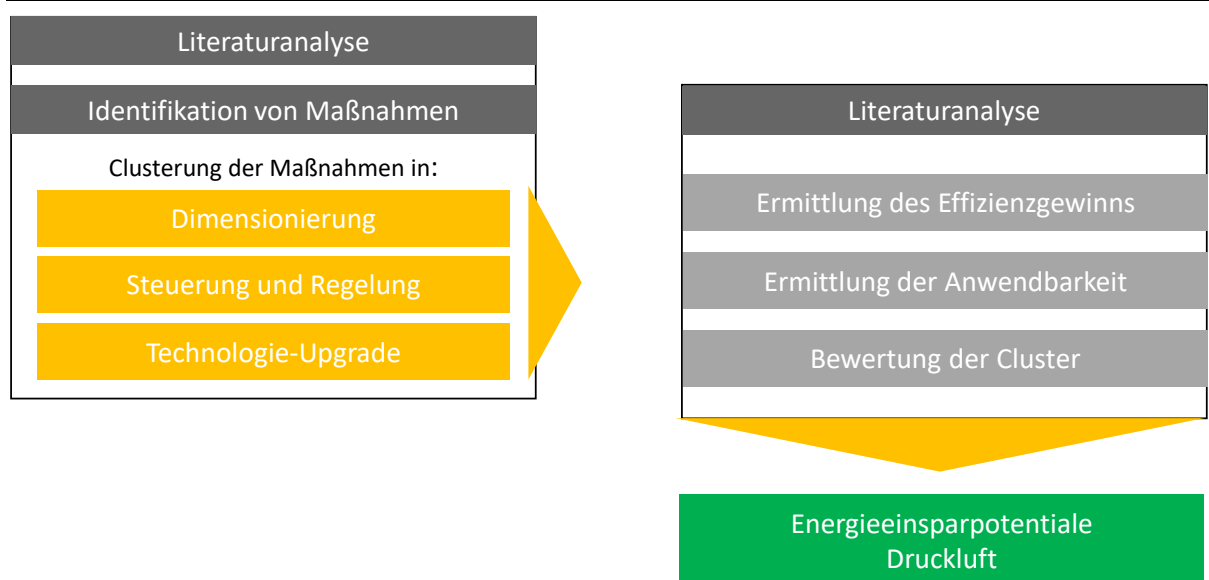 Literaturanalyse
Identifikation von Maßnahmen
Clusterung der Maßnahmen in:
Dimensionierung
Steuerung und Regelung
Technologie-Upgrade
Literaturanalyse
Ermittlung des Effizienzgewinns
Ermittlung der Anwendbarkeit
Bewertung der Cluster
Energieeinsparpotentiale
Druckluft